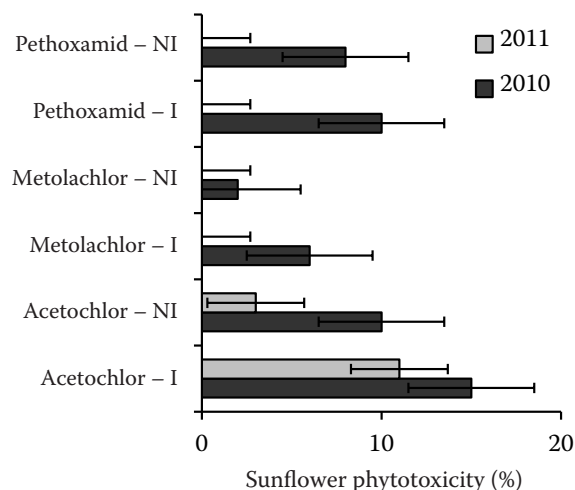 Pethoxamid – NI
Pethoxamid – I
Metolachlor – NI
Metolachlor – I
Acetochlor – NI
Acetochlor – I
2011
2010
0 10 20
Sunflower phytotoxicity (%)